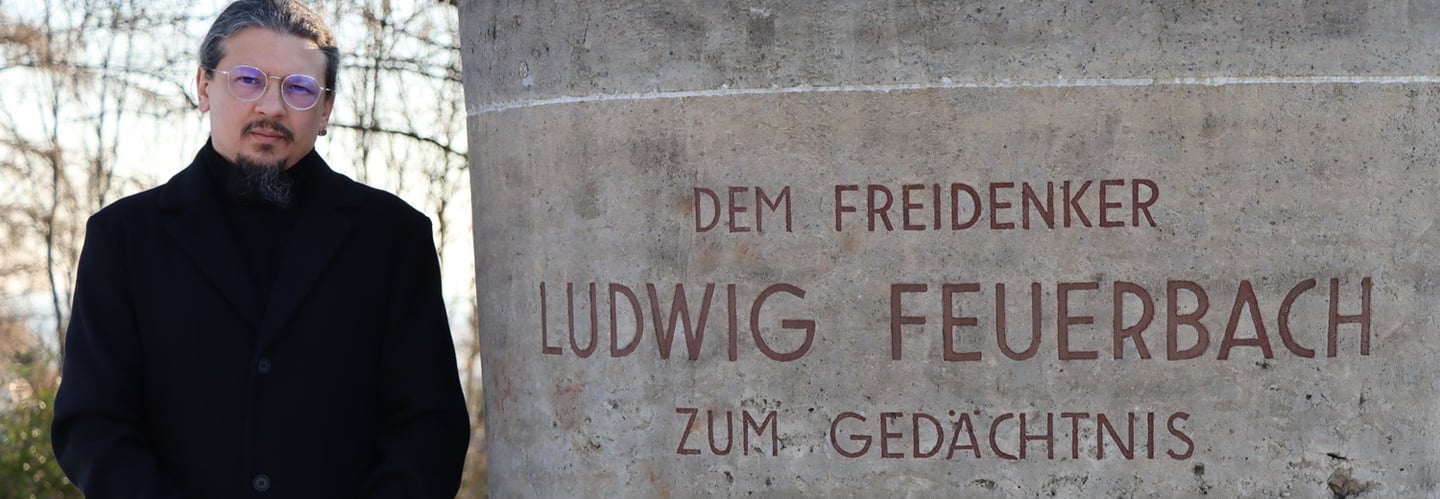 DEM FREIDENKER
LUDWIG FEUERBACH
ZUM GEDÄCHTNIS